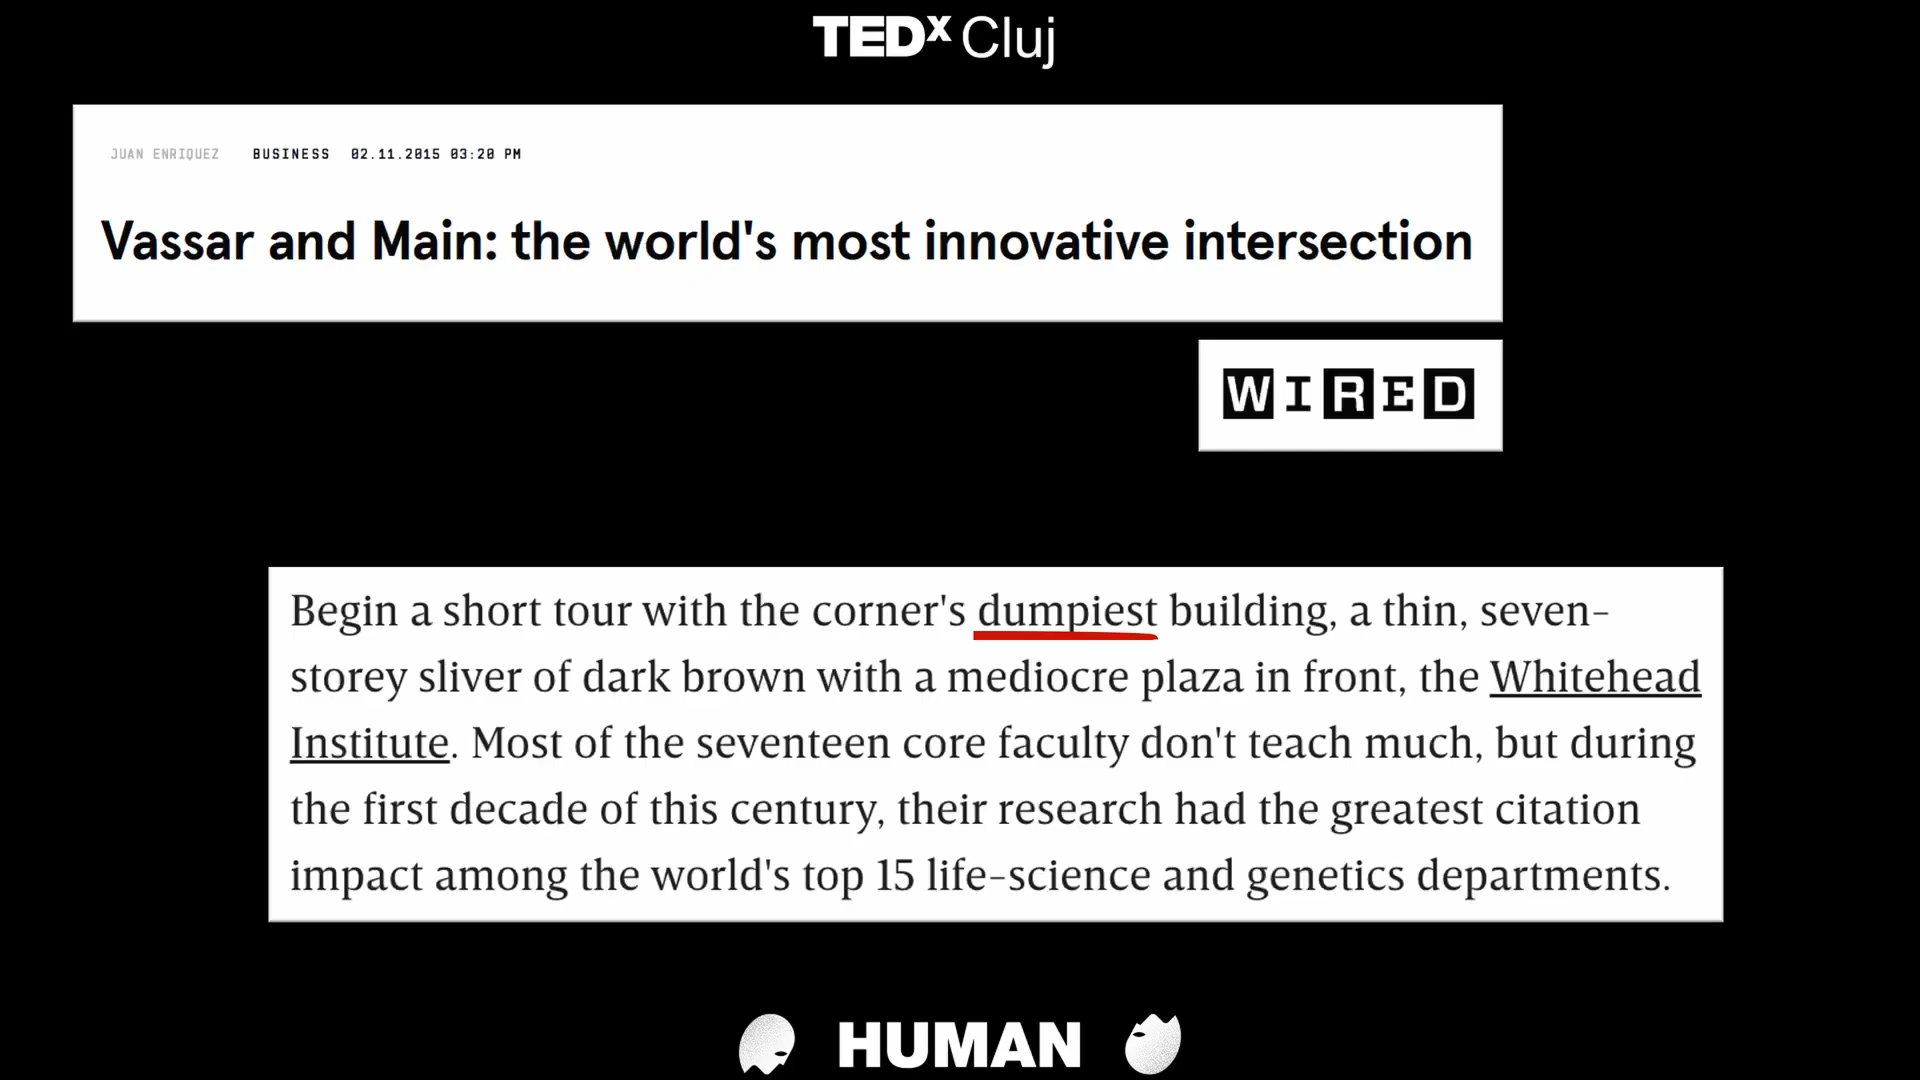 TEDx Cluj
JUAN ENRIQUEZ BUSINESS 02.11.2015 03:20 PM
Vassar and Main: the world's most innovative intersection
WIRED
Begin a short tour with the corner's dumpiest building, a thin, seven-
storey sliver of dark brown with a mediocre plaza in front, the Whitehead
Institute. Most of the seventeen core faculty don't teach much, but during
the first decade of this century, their research had the greatest citation
impact among the world's top 15 life-science and genetics departments.
HUMAN